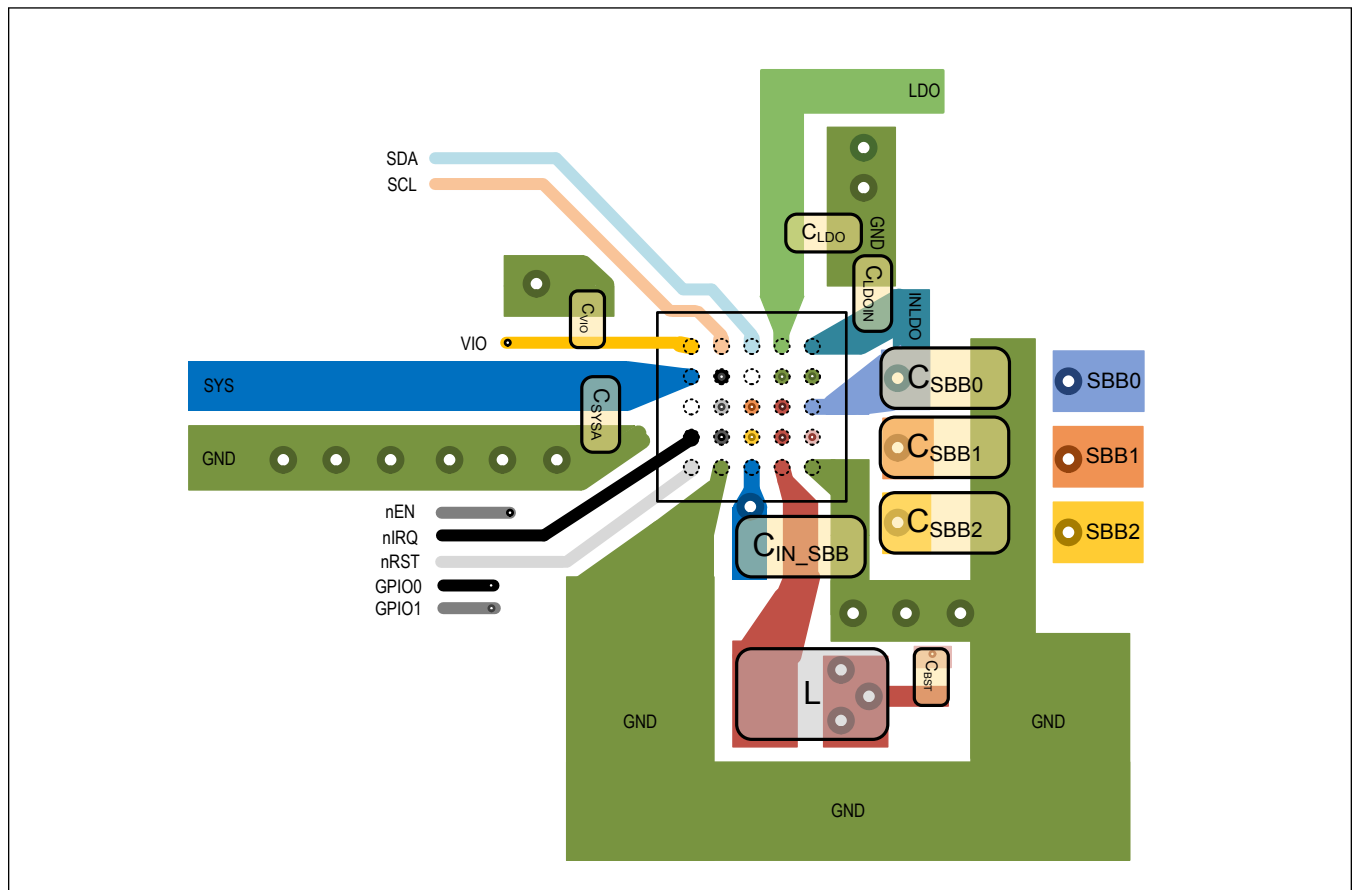 LDO
SDA
SCL
GND
CLDO
CLDOIN
INLDO
CVIO
VIO
SYS
CSYSA
CSBB0
SBB0
GND
CSBB1
SBB1
nEN
CSBB2
SBB2
nIRQ
CIN_SBB
nRST
GPIO0
GPIO1
CBST
L
GND
GND
GND